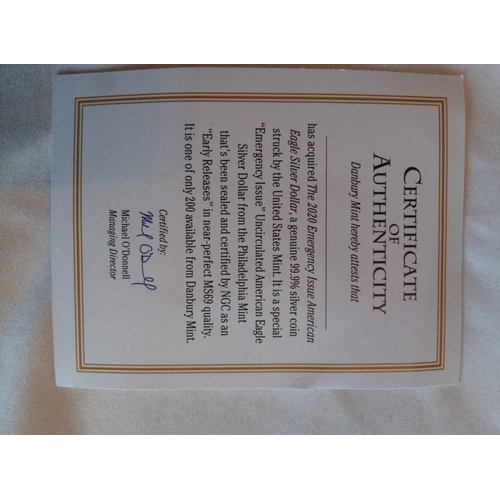 CERTIFICATE
OF
AUTHENTICITY
Danbury Mint hereby attests that
has acquired The 2020 Emergency Issue American
Eagle Silver Dollar, a genuine 99.9% silver coin
struck by the United States Mint. It is a special
"Emergency Issue" Uncirculated American Eagle
Silver Dollar from the Philadelphia Mint
that's been sealed and certified by NGC as an
"Early Releases" in near-perfect MS69 quality.
It is one of only 200 available from Danbury Mint.
Certified by:
Michael O'Donnell
Managing Director